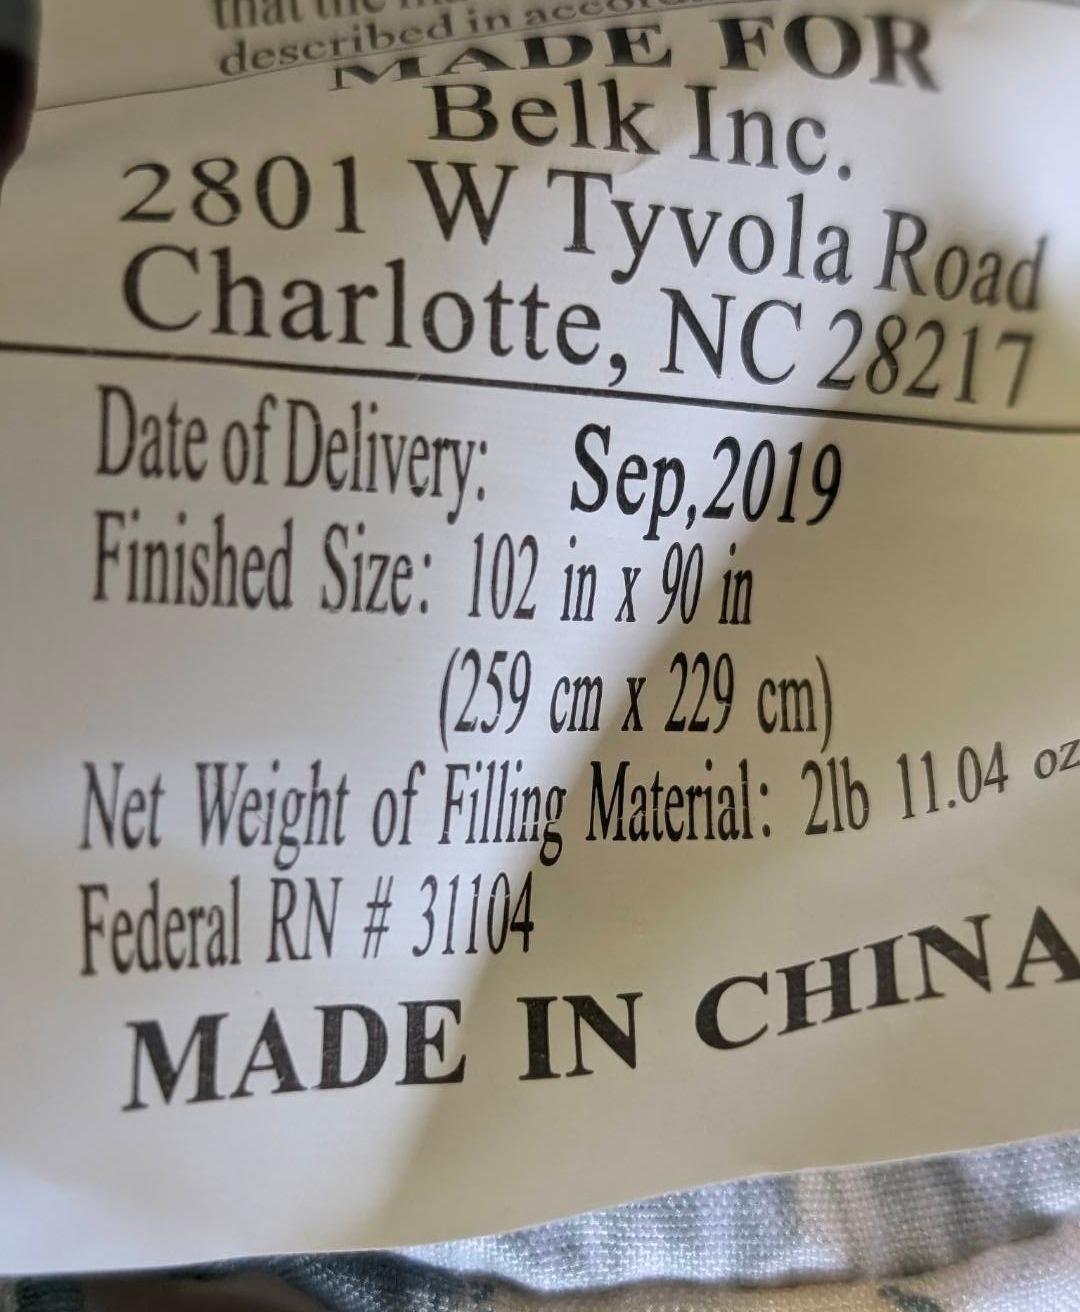 that the
described in
MADE FOR
Belk Inc.
2801 W Tyvola Road
Charlotte, NC 28217
Date of Delivery: Sep,2019
Finished Size: 102 in x 90 in
(259 cm x 229 cm)
Net Weight of Filling Material: 2lb 11.04 oz
Federal RN # 31104
MADE IN CHINA